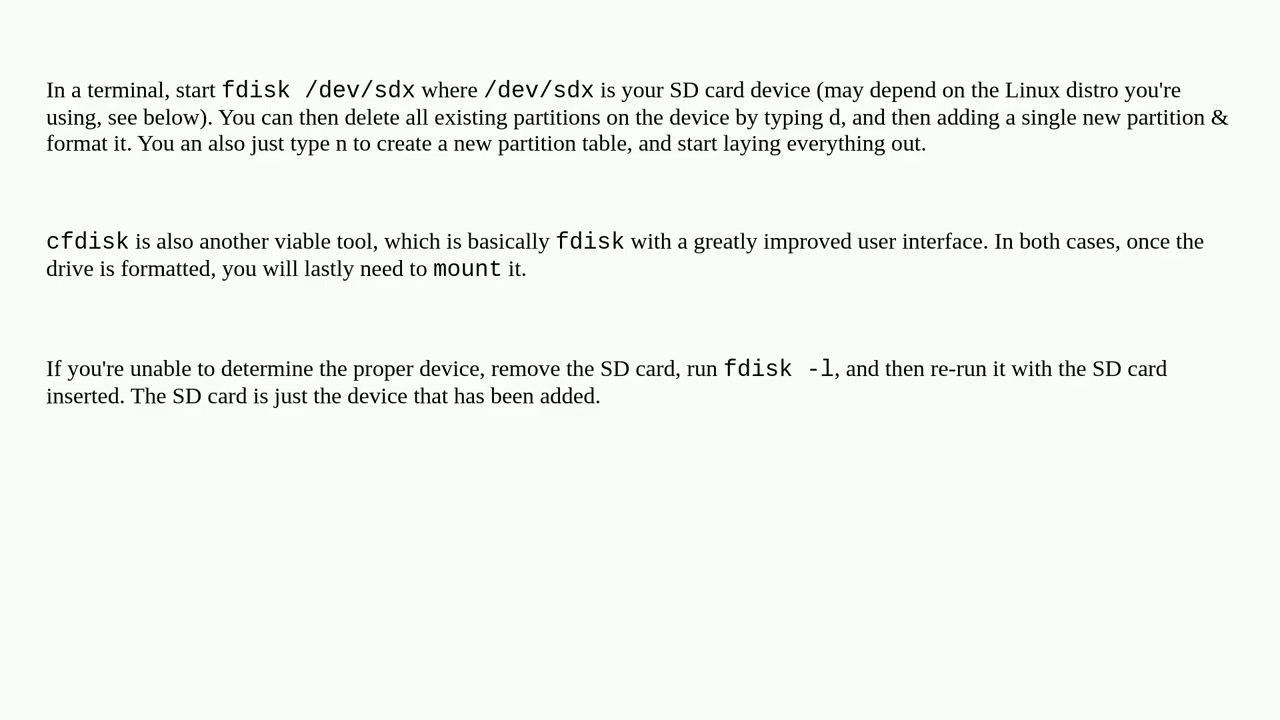 In a terminal, start fdisk /dev/sdx where /dev/sdx is your SD card device (may depend on the Linux distro you're
using, see below). You can then delete all existing partitions on the device by typing d, and then adding a single new partition &
format it. You an also just type n to create a new partition table, and start laying everything out.
cfdisk is also another viable tool, which is basically fdisk with a greatly improved user interface. In both cases, once the
drive is formatted, you will lastly need to mount it.
If you're unable to determine the proper device, remove the SD card, run fdisk -l, and then re-run it with the SD card
inserted. The SD card is just the device that has been added.